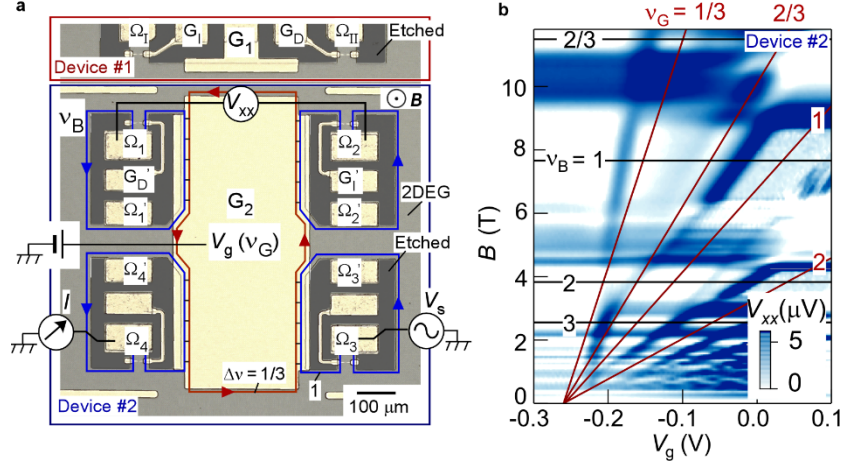 a
Ω_I
G_I
G_1
G_D
Ω_II
Etched
Device #1
V_xx
B
ν_B
Ω_1
Ω_2
G_D'
G_I'
G_2
2DEG
Ω_1'
Ω_2'
V_g (ν_G)
Etched
Ω_4'
Ω_3'
I
V_s
Ω_4
Ω_3
Δν = 1/3
1
100 μm
Device #2
b
ν_G = 1/3
2/3
2/3
Device #2
10
1
8
ν_B = 1
B (T)
6
4
2
2
3
2
0
V_xx(μV)
5
0
-0.3
-0.2
-0.1
0.0
0.1
V_g (V)